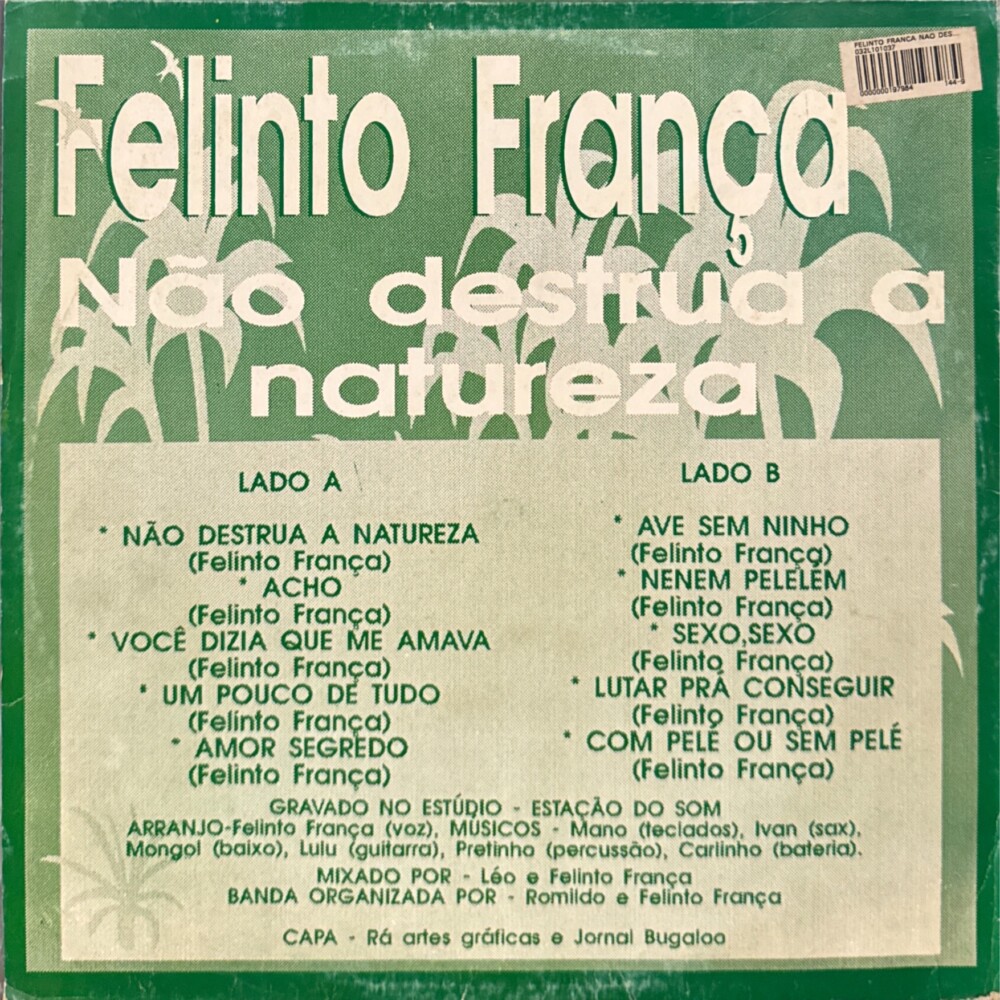 FELINTO FRANCA NAO DES...
032L101037
0000000197984
Felinto França
Não destrua a
natureza
LADO A
* NÃO DESTRUA A NATUREZA
(Felinto França)
* ACHO
(Felinto França)
* VOCÊ DIZIA QUE ME AMAVA
(Felinto França)
* UM POUCO DE TUDO
(Felinto França)
* AMOR SEGREDO
(Felinto França)
LADO B
* AVE SEM NINHO
(Felinto França)
* NENEM PELELÉM
(Felinto França)
* SEXO,SEXO
(Felinto França)
* LUTAR PRÁ CONSEGUIR
(Felinto França)
* COM PELE OU SEM PELÉ
(Felinto França)
GRAVADO NO ESTÚDIO - ESTAÇÃO DO SOM
ARRANJO-Felinto França (voz), MÚSICOS - Mano (teclados), Ivan (sax),
Mongol (baixo), Lulu (guitarra), Pretinho (percussão), Carlinho (bateria).
MIXADO POR - Léo e Felinto França
BANDA ORGANIZADA POR - Romildo e Felinto França
CAPA - Rá artes gráficas e Jornal Bugaloo